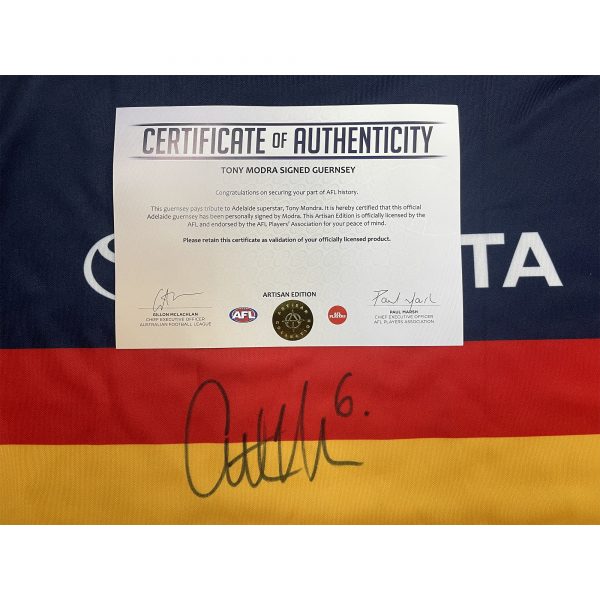 CERTIFICATE OF AUTHENTICITY
TONY MODRA SIGNED GUERNSEY
Congratulations on securing your part of AFL history.
This guernsey pays tribute to Adelaide superstar, Tony Mondra. It is hereby certified that this official
Adelaide guernsey has been personally signed by Modra. This Artisan Edition is officially licensed by the
AFL and endorsed by the AFL Players' Association for your peace of mind.
Please retain this certificate as validation of your officially licensed product.
TA
ARTISAN EDITION
Paul Marsh
GILLON MCLACHLAN
CHIEF EXECUTIVE OFFICER
AUSTRALIAN FOOTBALL LEAGUE
AFL
ARTISAN
COLLECTIVE
PAUL MARSH
CHIEF EXECUTIVE OFFICER
AFL PLAYERS ASSOCIATION
6.